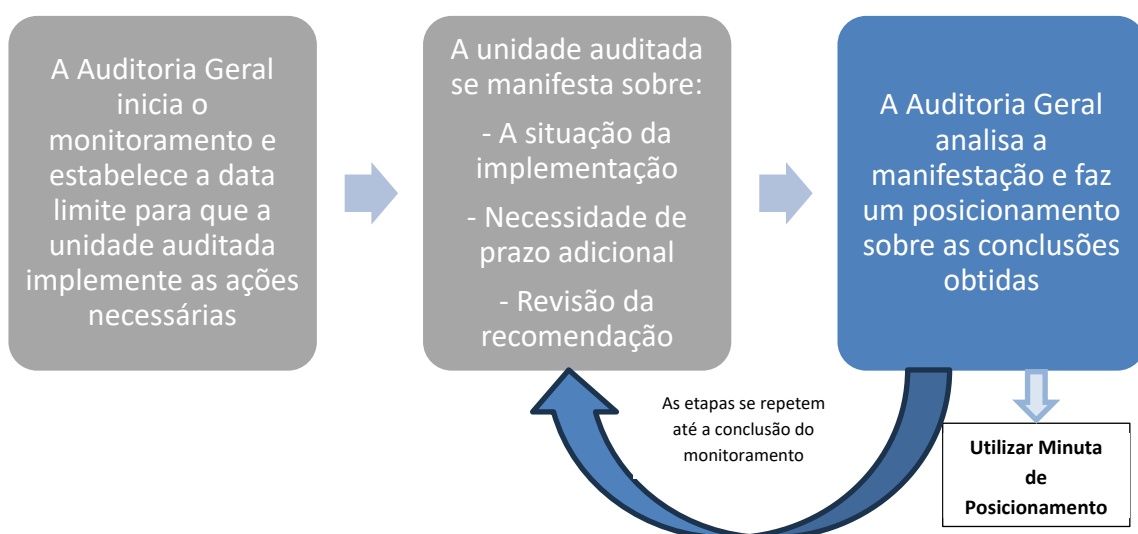 A Auditoria Geral
inicia o
monitoramento e
estabelece a data
limite para que a
unidade auditada
implemente as ações
necessárias
A unidade auditada
se manifesta sobre:
- A situação da
implementação
- Necessidade de
prazo adicional
- Revisão da
recomendação
A Auditoria Geral
analisa a
manifestação e faz
um posicionamento
sobre as conclusões
obtidas
As etapas se repetem
até a conclusão do
monitoramento
Utilizar Minuta
de
Posicionamento